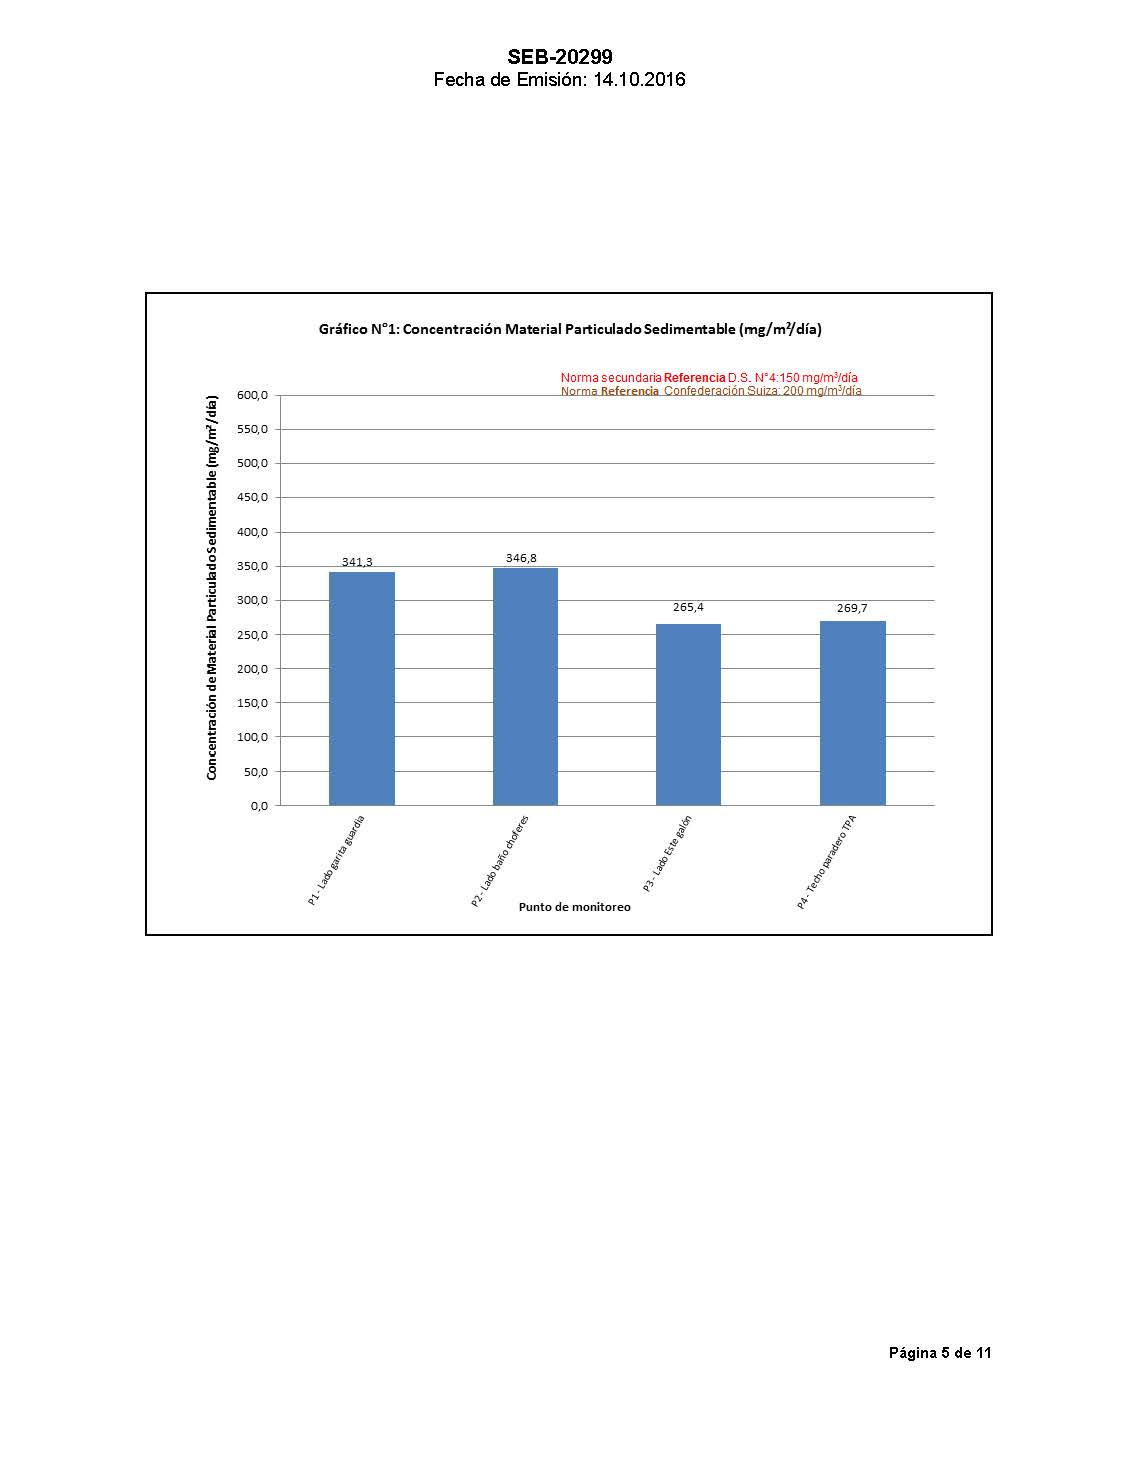 SEB-20299
Fecha de Emisión: 14.10.2016
Gráfico N°1: Concentración Material Particulado Sedimentable (mg/m²/día)
Norma secundaria Referencia D.S. N°4:150 mg/m³/día
Norma Referencia Confederación Suiza: 200 mg/m³/día
Concentración de Material Particulado Sedimentable (mg/m²/día)
600,0
550,0
500,0
450,0
400,0
350,0
300,0
250,0
200,0
150,0
100,0
50,0
0,0
341,3
346,8
265,4
269,7
P1 - Lado garita guardia
P2 - Lado baño choferes
P3 - Lado Este galón
P4 - Techo paradero TPA
Punto de monitoreo
Página 5 de 11